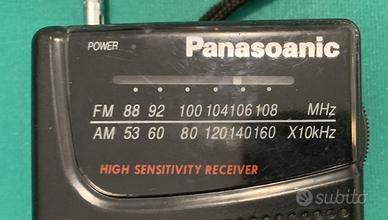 POWER
Panasoanic
FM 88 92 100 104 106 108 MHz
AM 53 60 80 120 140 160 X10kHz
HIGH SENSITIVITY RECEIVER
subito